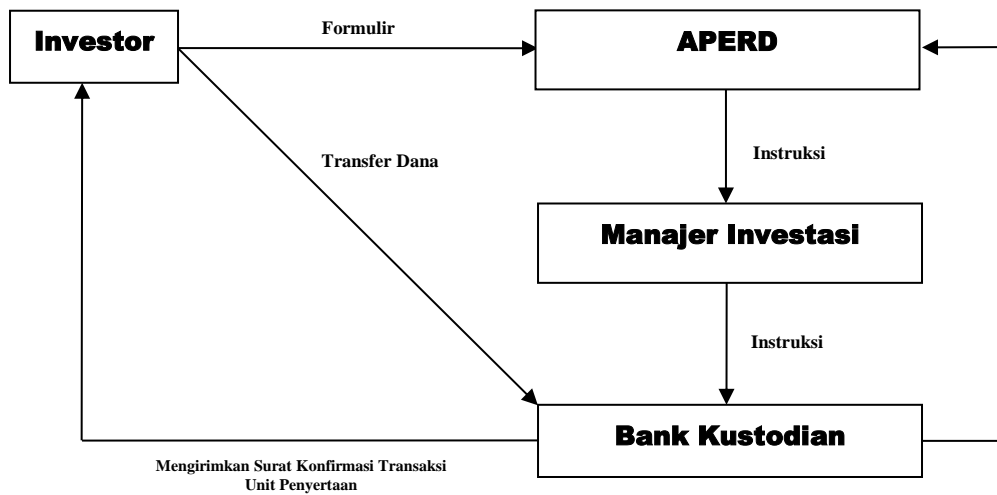 Formulir
Investor
APERD
Transfer Dana
Instruksi
Manajer Investasi
Instruksi
Bank Kustodian
Mengirimkan Surat Konfirmasi Transaksi
Unit Penyertaan